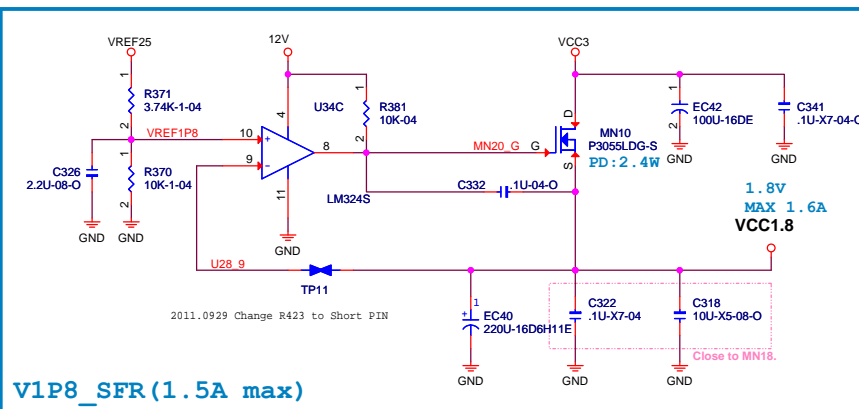 VREF25
12V
VCC3
1
R371
3.74K-1-04
2
VREF1P8
C326
2.2U-08-O
1
R370
10K-1-04
2
GND
GND
U34C
4
10
+
9
-
8
11
LM324S
GND
1
R381
10K-04
2
MN20_G
G
D
S
MN10
P3055LDG-S
PD:2.4W
C332
.1U-04-O
1
EC42
100U-16DE
2
GND
C341
.1U-X7-04-O
GND
1.8V
MAX 1.6A
VCC1.8
U28_9
TP11
2011.0929 Change R423 to Short PIN
1
+
EC40
220U-16D6H11E
GND
C322
.1U-X7-04
GND
C318
10U-X5-08-O
GND
Close to MN18.
V1P8_SFR(1.5A max)